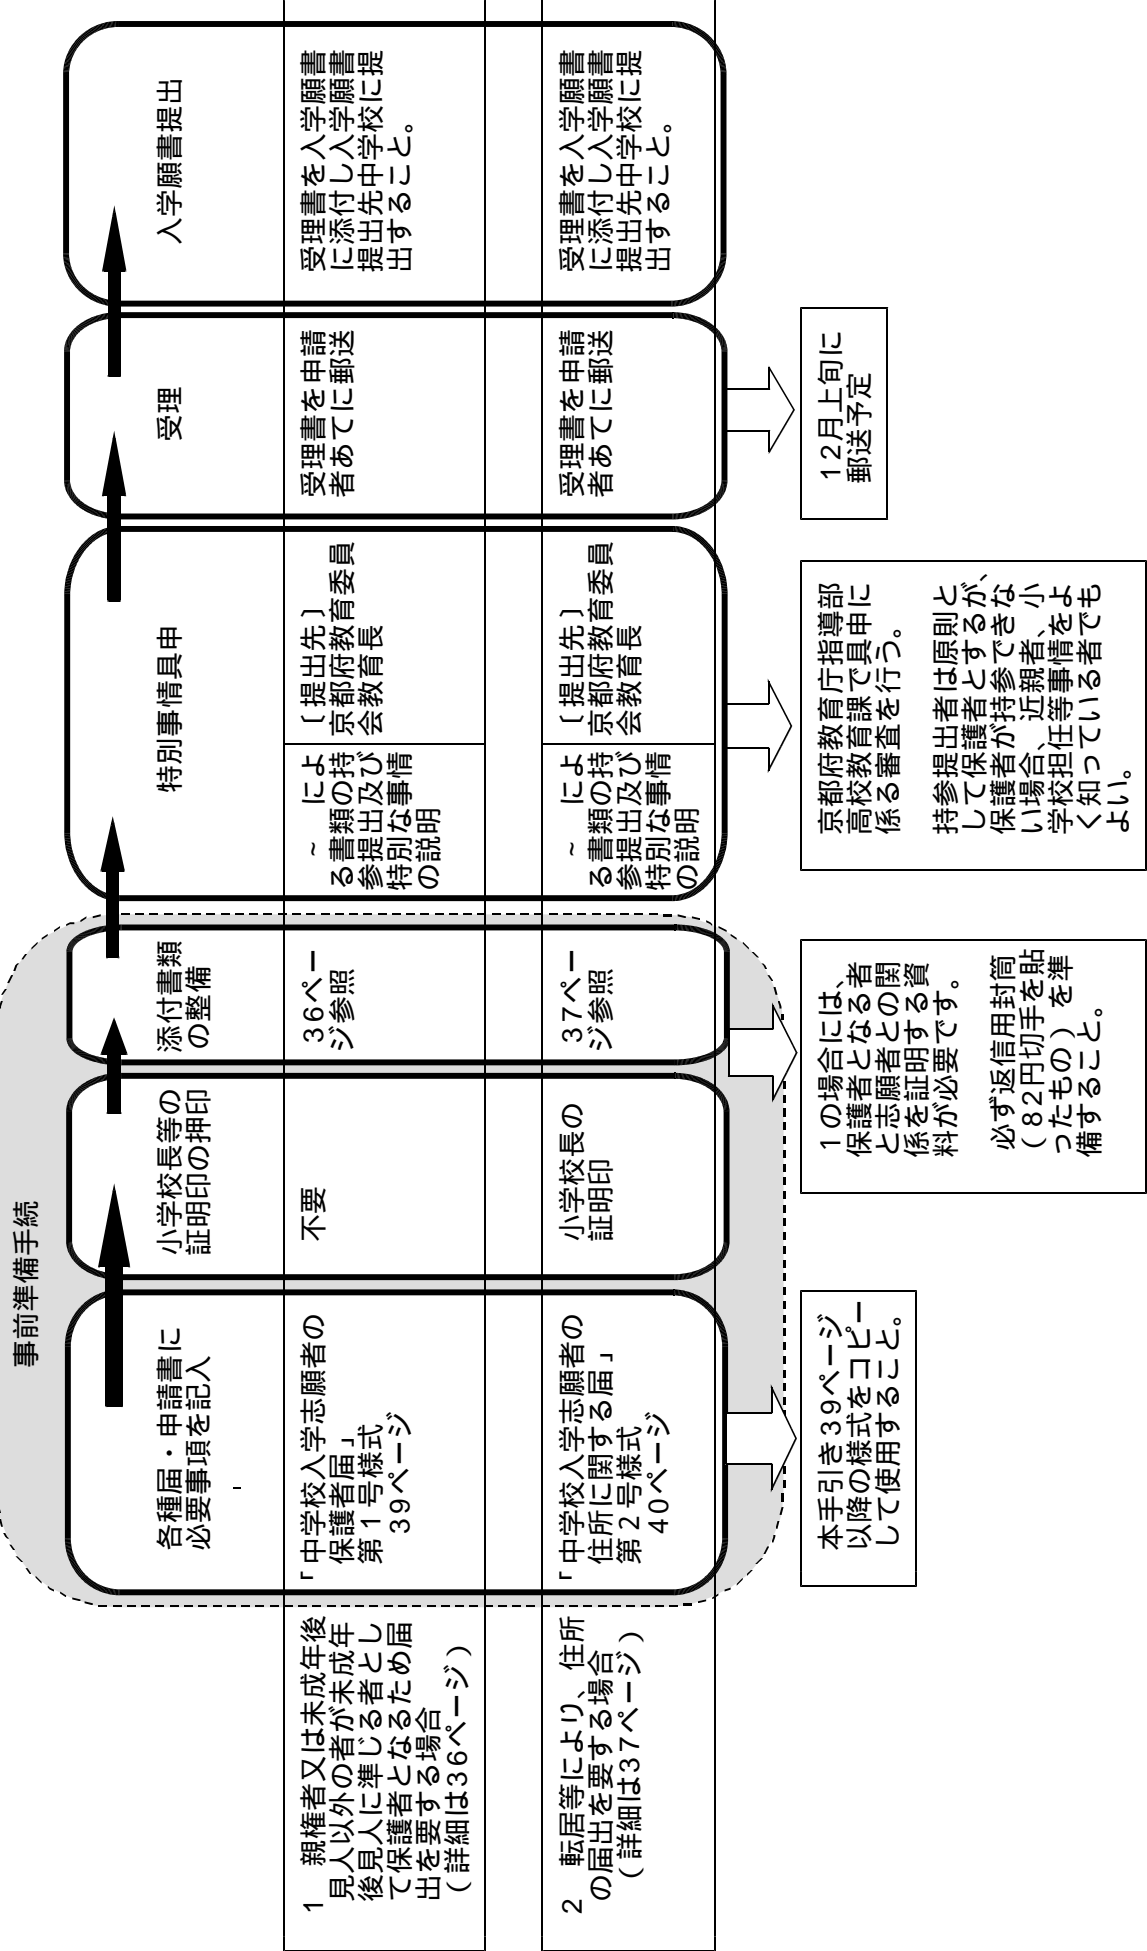 事前準備手続
各種届・申請書に
必要事項を記入
小学校長等の
証明印の押印
添付書類
の整備
特別事情具申
受理
入学願書提出
1 親権者又は未成年後
見人以外の者が未成年
後見人に準じる者とし
て保護者となるため届
出を要する場合
(詳細は36ページ)
「中学校入学志願者の
保護者届」
第1号様式
39ページ
不要
36ペー
ジ参照
~ によ
る書類の持
参提出及び
特別な事情
の説明
〔提出先〕
京都府教育委員
会教育長
受理書を申請
者あてに郵送
受理書を入学願書
に添付し入学願書
提出先中学校に提
出すること。
2 転居等により、住所
の届出を要する場合
(詳細は37ページ)
「中学校入学志願者の
住所に関する届」
第2号様式
40ページ
小学校長の
証明印
37ペー
ジ参照
~ によ
る書類の持
参提出及び
特別な事情
の説明
〔提出先〕
京都府教育委員
会教育長
受理書を申請
者あてに郵送
受理書を入学願書
に添付し入学願書
提出先中学校に提
出すること。
本手引き39ページ
以降の様式をコピー
して使用すること。
1の場合には、
保護者となる者
と志願者との関
係を証明する資
料が必要です。
必ず返信用封筒
(82円切手を貼
ったもの)を準
備すること。
京都府教育庁指導部
高校教育課で具申に
係る審査を行う。
持参提出者は原則と
して保護者とするが、
保護者が持参できな
い場合、近親者、小
学校担任等事情をよ
く知っている者でも
よい。
12月上旬に
郵送予定